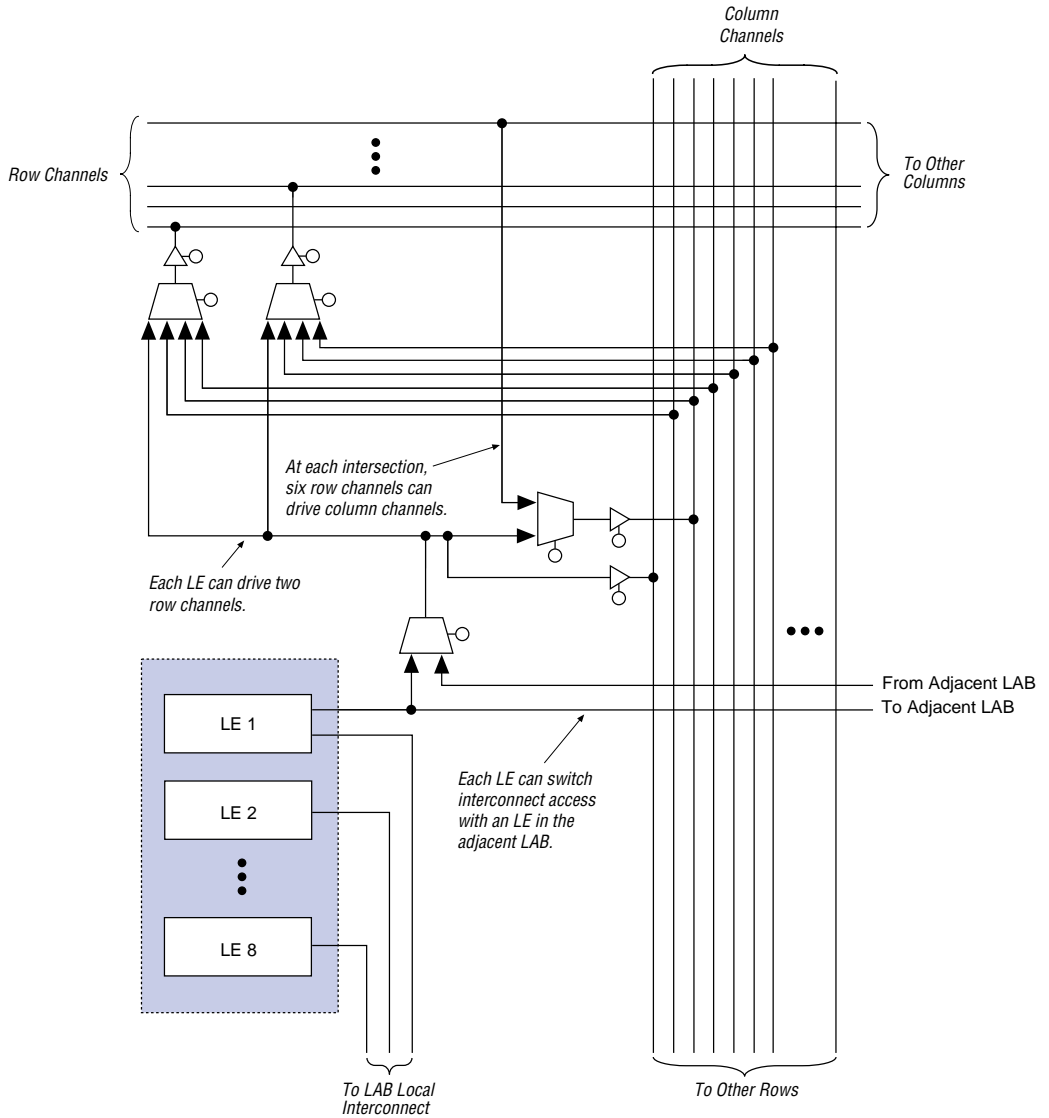 Column
Channels
Row Channels
To Other
Columns
At each intersection,
six row channels can
drive column channels.
Each LE can drive two
row channels.
From Adjacent LAB
To Adjacent LAB
LE 1
Each LE can switch
interconnect access
with an LE in the
adjacent LAB.
LE 2
LE 8
To LAB Local
Interconnect
To Other Rows